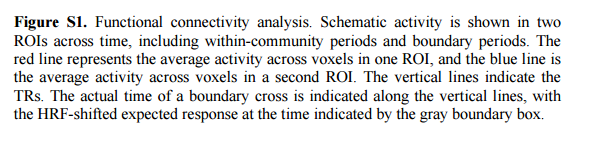 Figure S1. Functional connectivity analysis. Schematic activity is shown in two
ROIs across time, including within-community periods and boundary periods. The
red line represents the average activity across voxels in one ROI, and the blue line is
the average activity across voxels in a second ROI. The vertical lines indicate the
TRs. The actual time of a boundary cross is indicated along the vertical lines, with
the HRF-shifted expected response at the time indicated by the gray boundary box.